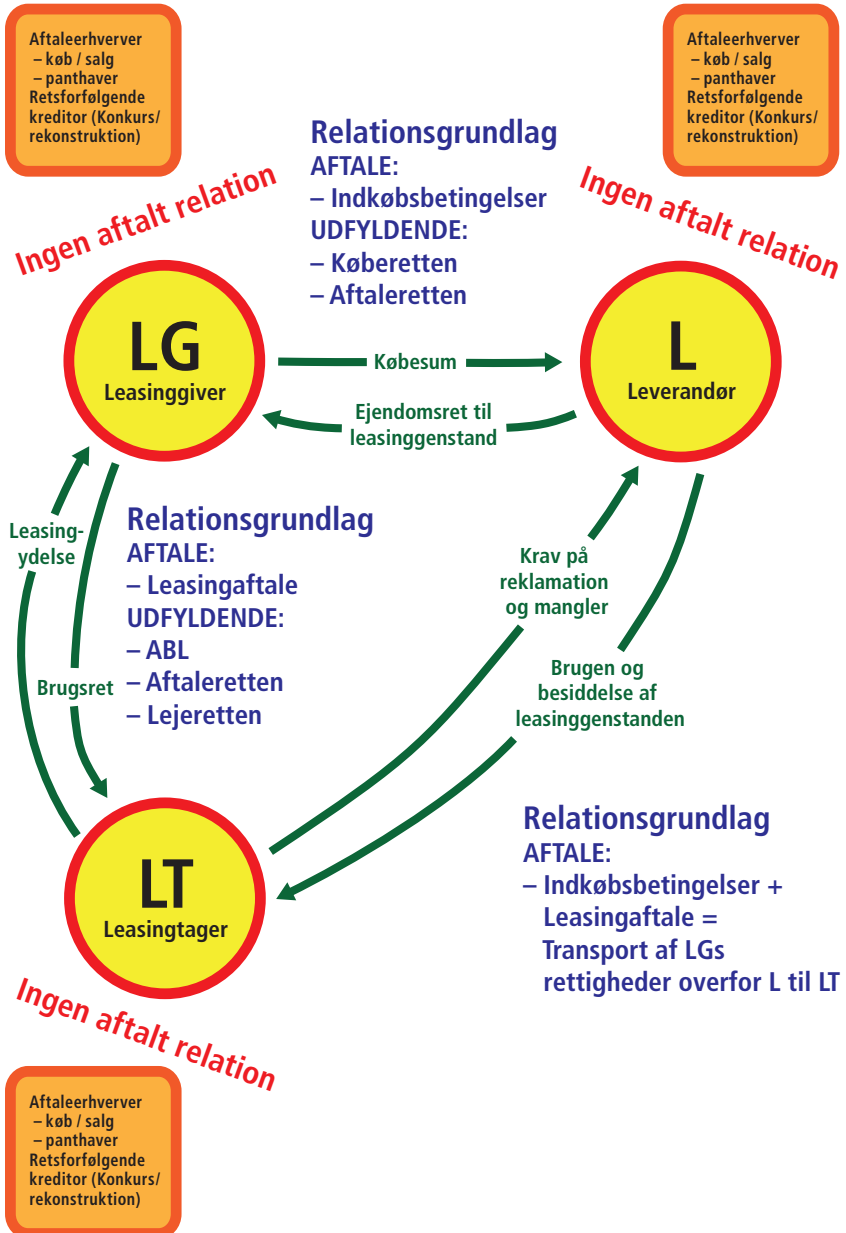 Aftaleerhverver
– køb / salg
– panthaver
Retsforfølgende
kreditor (Konkurs/
rekonstruktion)
Aftaleerhverver
– køb / salg
– panthaver
Retsforfølgende
kreditor (Konkurs/
rekonstruktion)
Ingen aftalt relation
Relationsgrundlag
AFTALE:
– Indkøbsbetingelser
UDFYLDENDE:
– Køberetten
– Aftaleretten
Ingen aftalt relation
LG
Leasinggiver
Købesum
Ejendomsret til
leasinggenstand
L
Leverandør
Leasing-
ydelse
Brugsret
Relationsgrundlag
AFTALE:
– Leasingaftale
UDFYLDENDE:
– ABL
– Aftaleretten
– Lejeretten
Krav på
reklamation
og mangler
Brugen og
besiddelse af
leasinggenstanden
LT
Leasingtager
Relationsgrundlag
AFTALE:
– Indkøbsbetingelser +
Leasingaftale =
Transport af LGs
rettigheder overfor L til LT
Ingen aftalt relation
Aftaleerhverver
– køb / salg
– panthaver
Retsforfølgende
kreditor (Konkurs/
rekonstruktion)